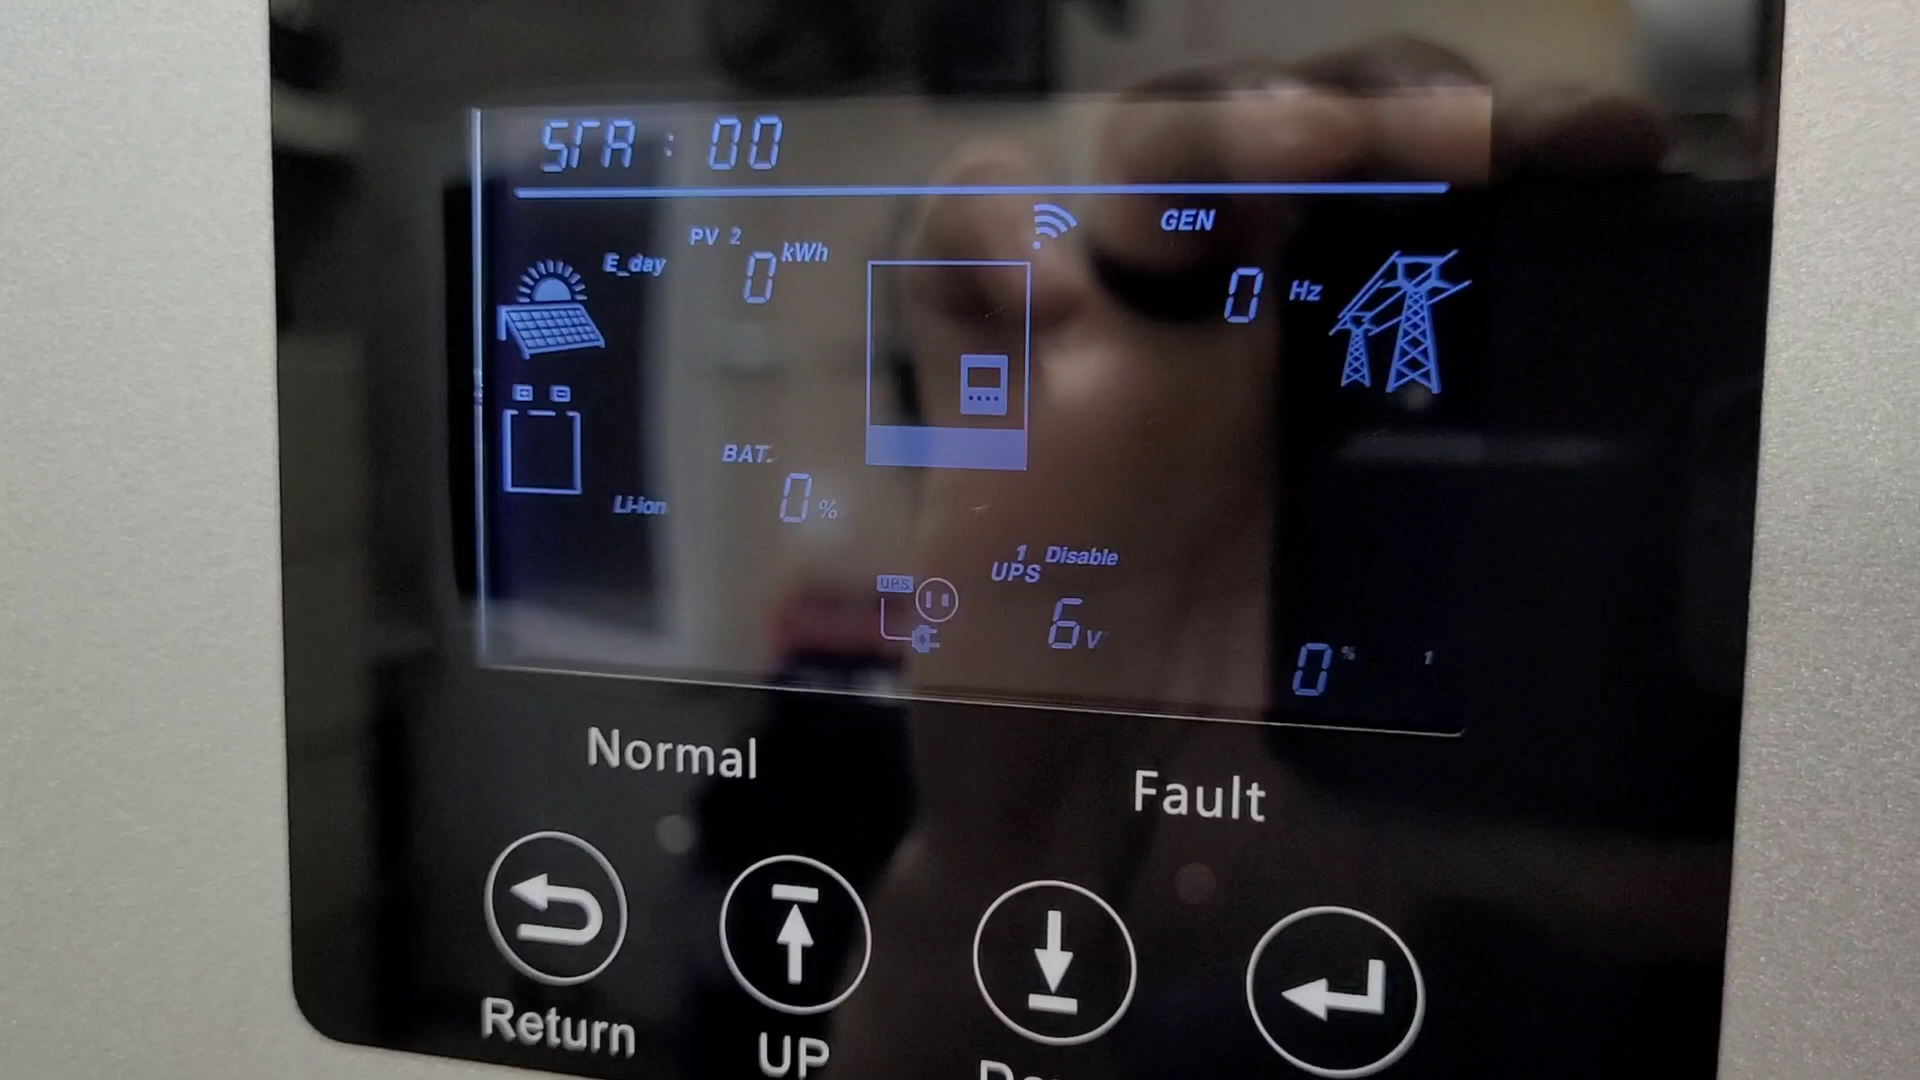 STA : 00
PV 2
E_day 0 kWh
GEN
0 Hz
BAT.
Li-ion 0 %
1 Disable
UPS
UPS
6 V
0 % 1
Normal
Fault
Return
UP